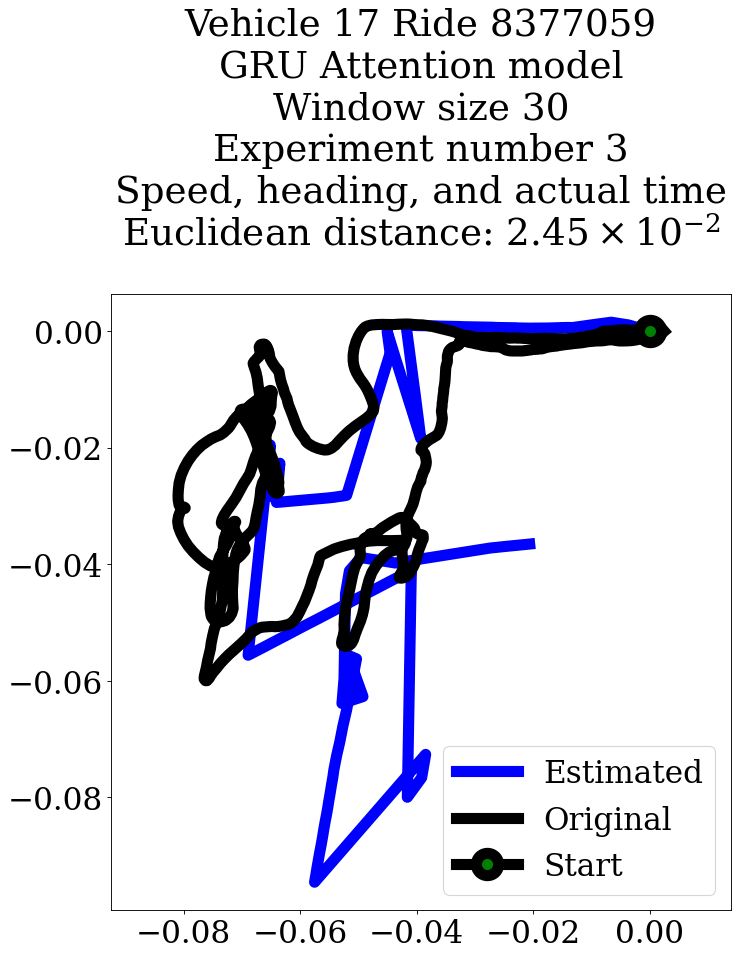 Vehicle 17 Ride 8377059
GRU Attention model
Window size 30
Experiment number 3
Speed, heading, and actual time
Euclidean distance: 2.45 × 10⁻²
0.00
−0.02
−0.04
−0.06
−0.08
Estimated
Original
Start
−0.08 −0.06 −0.04 −0.02 0.00